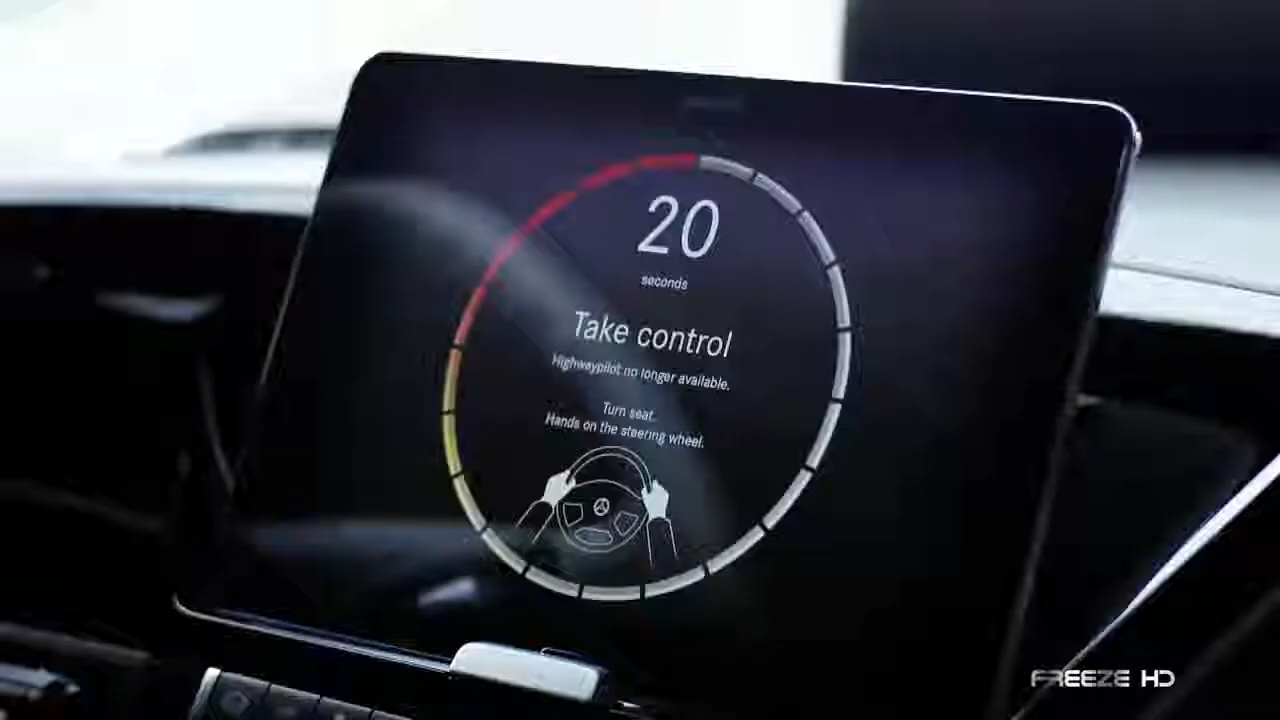 20
seconds
Take control
Highwaypilot no longer available.
Turn seat.
Hands on the steering wheel.
FREEZE HD